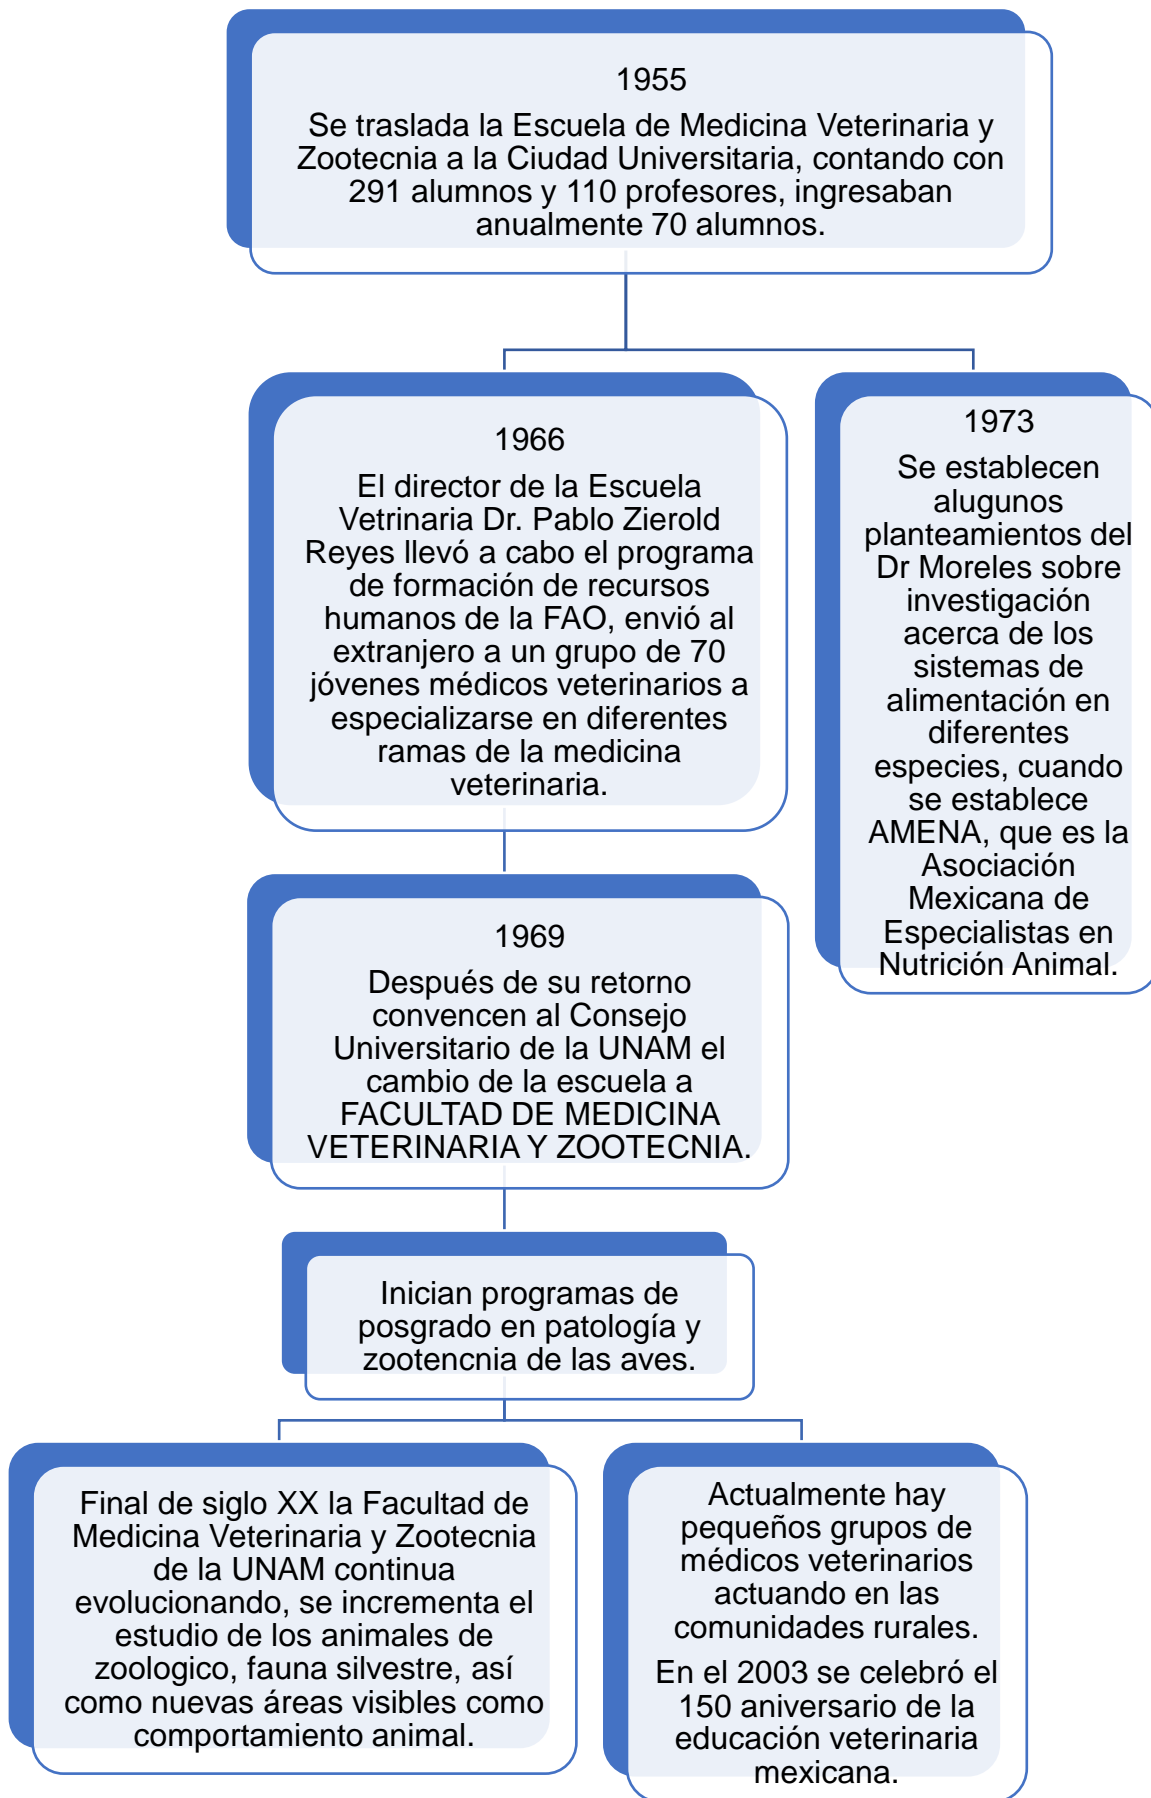 1955
Se traslada la Escuela de Medicina Veterinaria y
Zootecnia a la Ciudad Universitaria, contando con
291 alumnos y 110 profesores, ingresaban
anualmente 70 alumnos.
1966
El director de la Escuela
Vetrinaria Dr. Pablo Zierold
Reyes llevó a cabo el programa
de formación de recursos
humanos de la FAO, envió al
extranjero a un grupo de 70
jóvenes médicos veterinarios a
especializarse en diferentes
ramas de la medicina
veterinaria.
1973
Se establecen
alugunos
planteamientos del
Dr Moreles sobre
investigación
acerca de los
sistemas de
alimentación en
diferentes
especies, cuando
se establece
AMENA, que es la
Asociación
Mexicana de
Especialistas en
Nutrición Animal.
1969
Después de su retorno
convencen al Consejo
Universitario de la UNAM el
cambio de la escuela a
FACULTAD DE MEDICINA
VETERINARIA Y ZOOTECNIA.
Inician programas de
posgrado en patología y
zootencnia de las aves.
Final de siglo XX la Facultad de
Medicina Veterinaria y Zootecnia
de la UNAM continua
evolucionando, se incrementa el
estudio de los animales de
zoologico, fauna silvestre, así
como nuevas áreas visibles como
comportamiento animal.
Actualmente hay
pequeños grupos de
médicos veterinarios
actuando en las
comunidades rurales.
En el 2003 se celebró el
150 aniversario de la
educación veterinaria
mexicana.